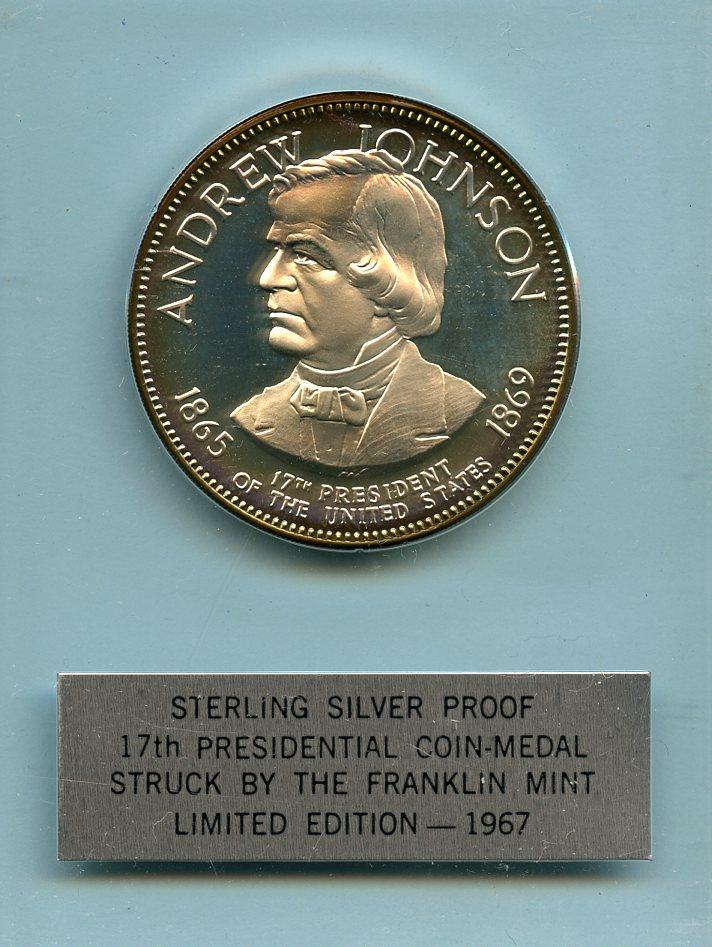 ANDREW JOHNSON
1865 1869
17TH PRESIDENT
OF THE UNITED STATES
STERLING SILVER PROOF
17th PRESIDENTIAL COIN-MEDAL
STRUCK BY THE FRANKLIN MINT
LIMITED EDITION — 1967